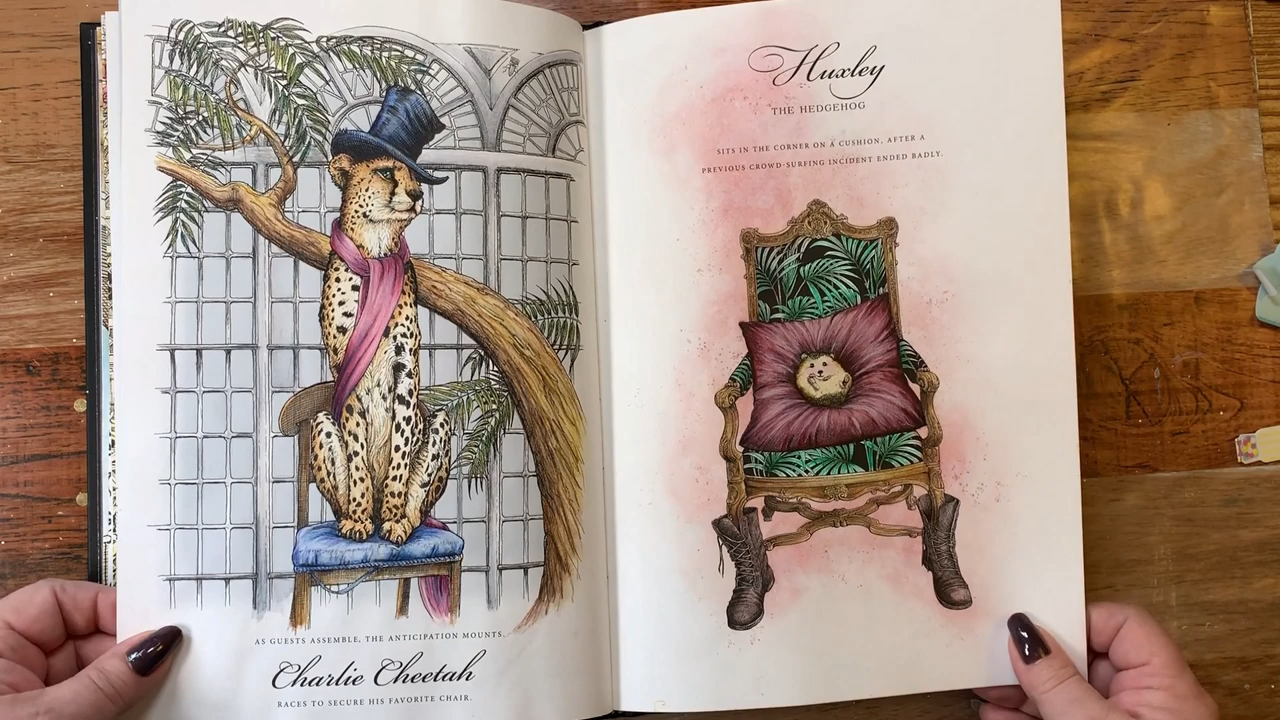 AS GUESTS ASSEMBLE, THE ANTICIPATION MOUNTS.
Charlie Cheetah
RACES TO SECURE HIS FAVORITE CHAIR.
Huxley
THE HEDGEHOG
SITS IN THE CORNER ON A CUSHION, AFTER A
PREVIOUS CROWD-SURFING INCIDENT ENDED BADLY.